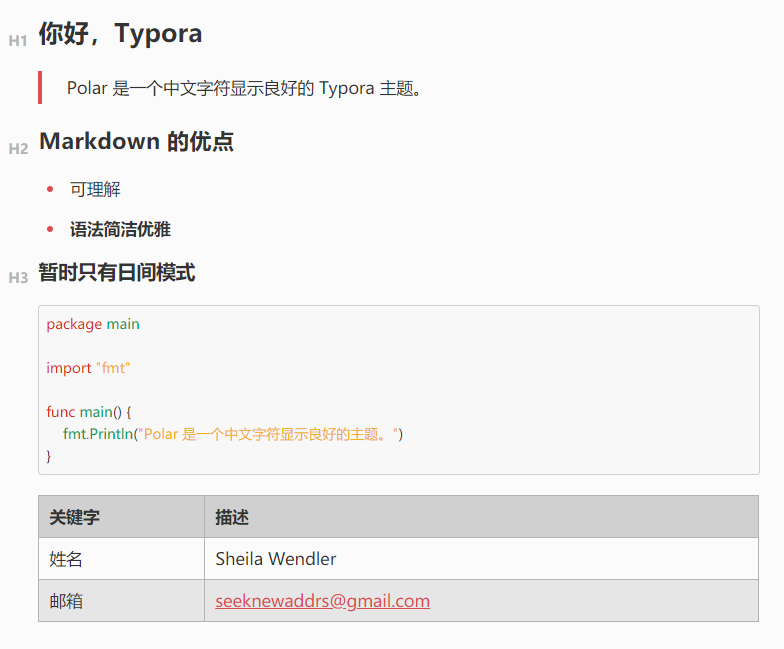 H1 你好，Typora
Polar 是一个中文字符显示良好的 Typora 主题。
H2 Markdown 的优点
可理解
语法简洁优雅
H3 暂时只有日间模式
package main
import "fmt"
func main() {
    fmt.Println("Polar 是一个中文字符显示良好的主题。")
}
关键字 描述
姓名 Sheila Wendler
邮箱 seeknewaddrs@gmail.com